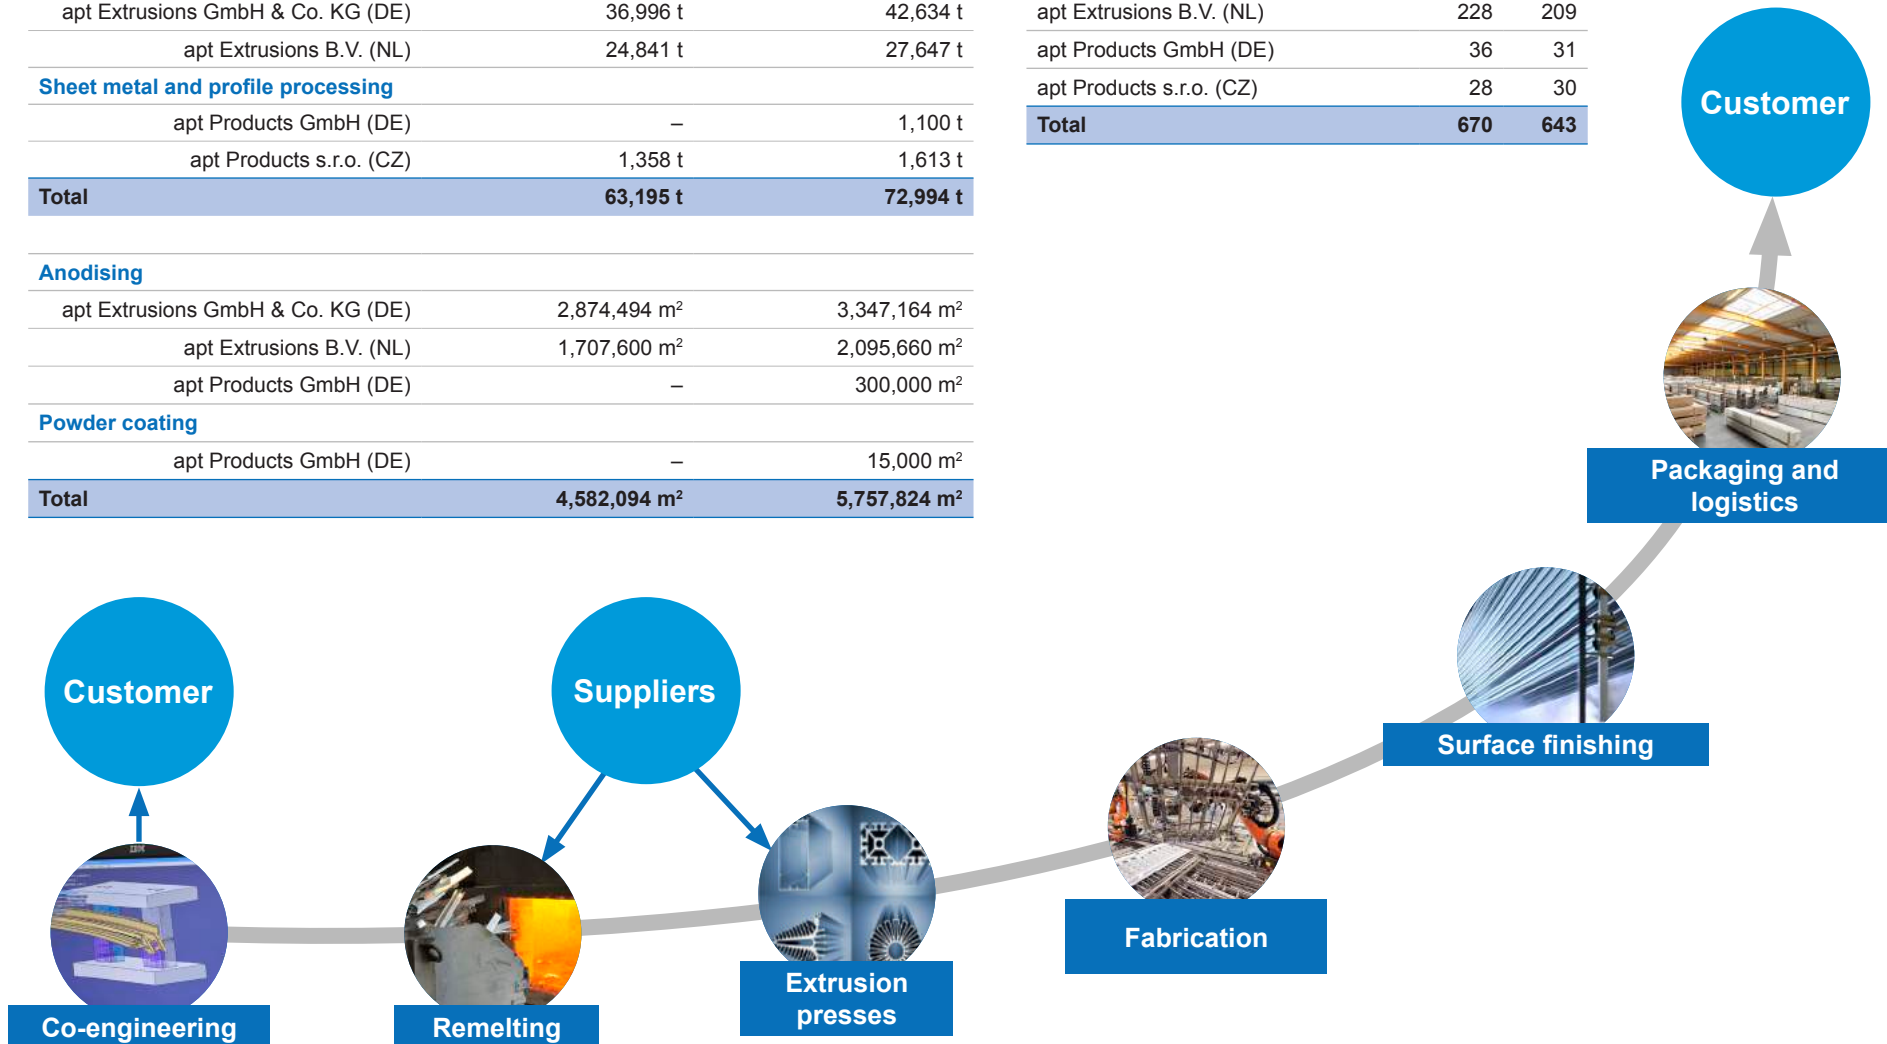 apt Extrusions GmbH & Co. KG (DE) 36,996 t 42,634 t
apt Extrusions B.V. (NL) 24,841 t 27,647 t
Sheet metal and profile processing
apt Products GmbH (DE) – 1,100 t
apt Products s.r.o. (CZ) 1,358 t 1,613 t
Total 63,195 t 72,994 t
Anodising
apt Extrusions GmbH & Co. KG (DE) 2,874,494 m² 3,347,164 m²
apt Extrusions B.V. (NL) 1,707,600 m² 2,095,660 m²
apt Products GmbH (DE) – 300,000 m²
Powder coating
apt Products GmbH (DE) – 15,000 m²
Total 4,582,094 m² 5,757,824 m²
apt Extrusions B.V. (NL) 228 209
apt Products GmbH (DE) 36 31
apt Products s.r.o. (CZ) 28 30
Total 670 643
Customer
Packaging and
logistics
Surface finishing
Customer
Suppliers
Fabrication
Extrusion
presses
Co-engineering
Remelting